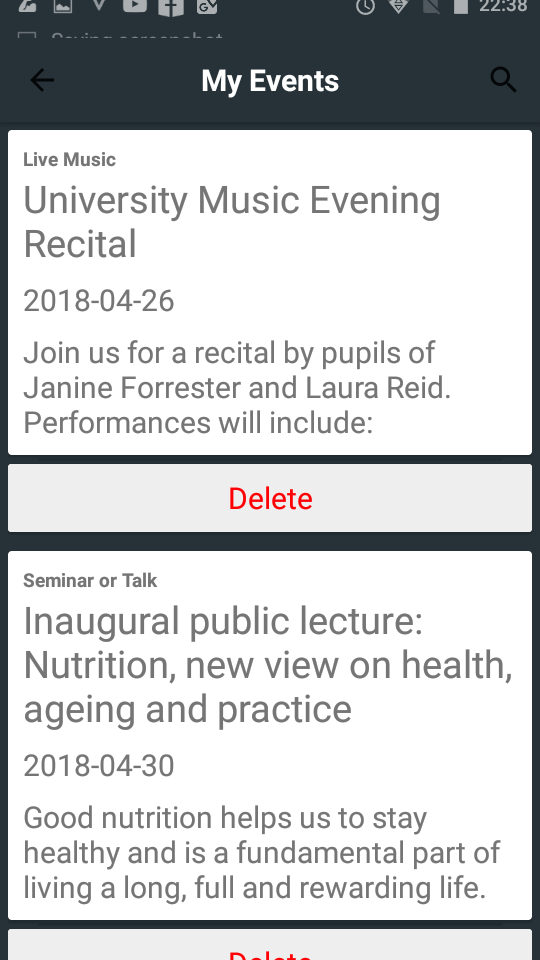 22:38
Saving screenshot
My Events
Live Music
University Music Evening
Recital
2018-04-26
Join us for a recital by pupils of
Janine Forrester and Laura Reid.
Performances will include:
Delete
Seminar or Talk
Inaugural public lecture:
Nutrition, new view on health,
ageing and practice
2018-04-30
Good nutrition helps us to stay
healthy and is a fundamental part of
living a long, full and rewarding life.
Delete